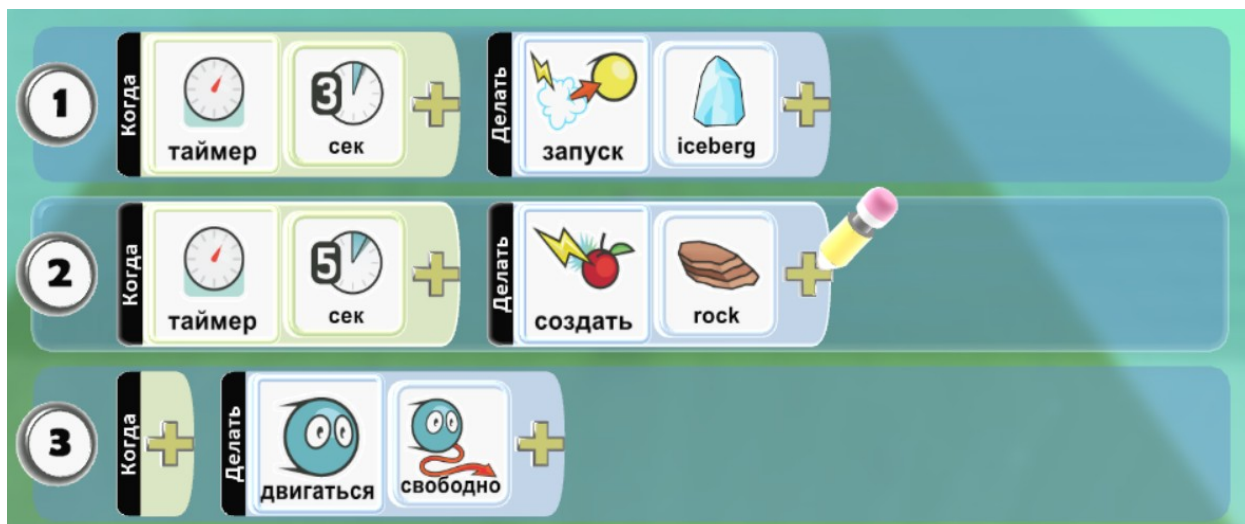 1 Когда таймер 3 сек Делать запуск iceberg
2 Когда таймер 5 сек Делать создать rock
3 Когда Делать двигаться свободно